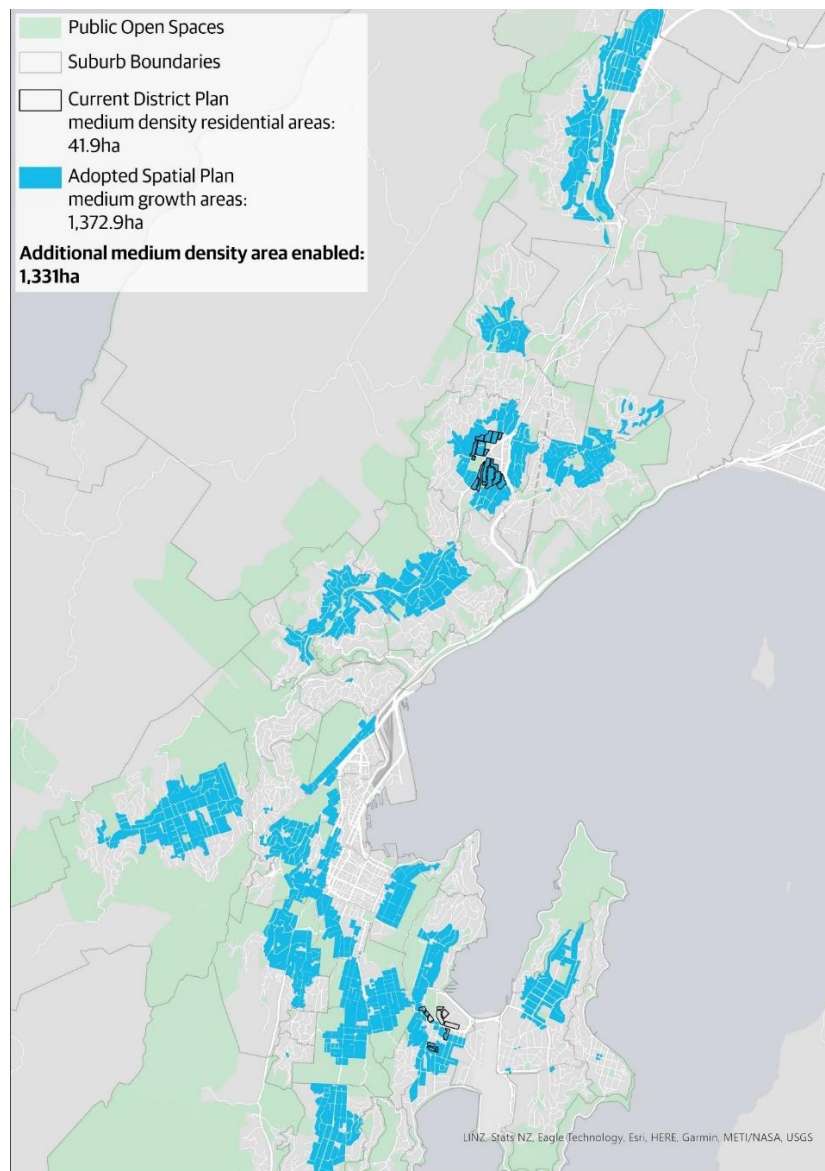 Public Open Spaces
Suburb Boundaries
Current District Plan
medium density residential areas:
41.9ha
Adopted Spatial Plan
medium growth areas:
1,372.9ha
Additional medium density area enabled:
1,331ha
LINZ, Stats NZ, Eagle Technology, Esri, HERE, Garmin, METI/NASA, USGS